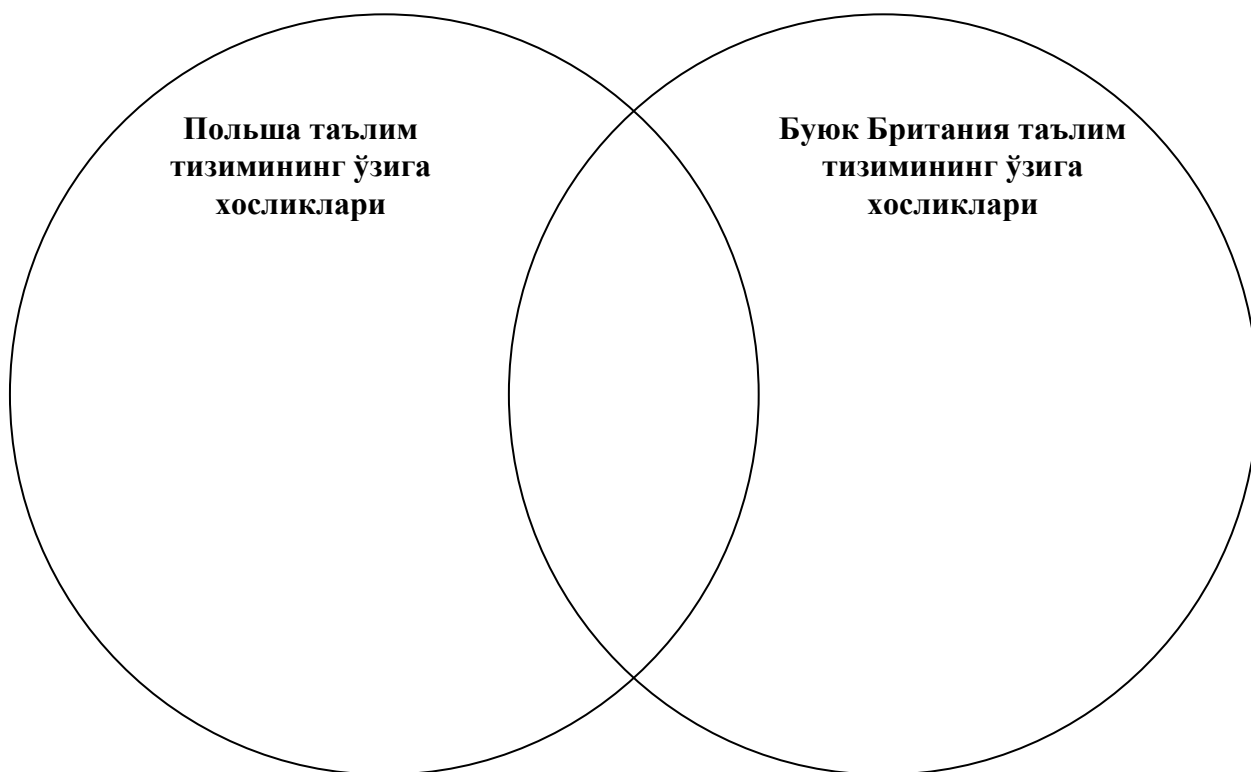 Польша таълим
тизимининг ўзига
хосликлари
Буюк Британия таълим
тизимининг ўзига
хосликлари